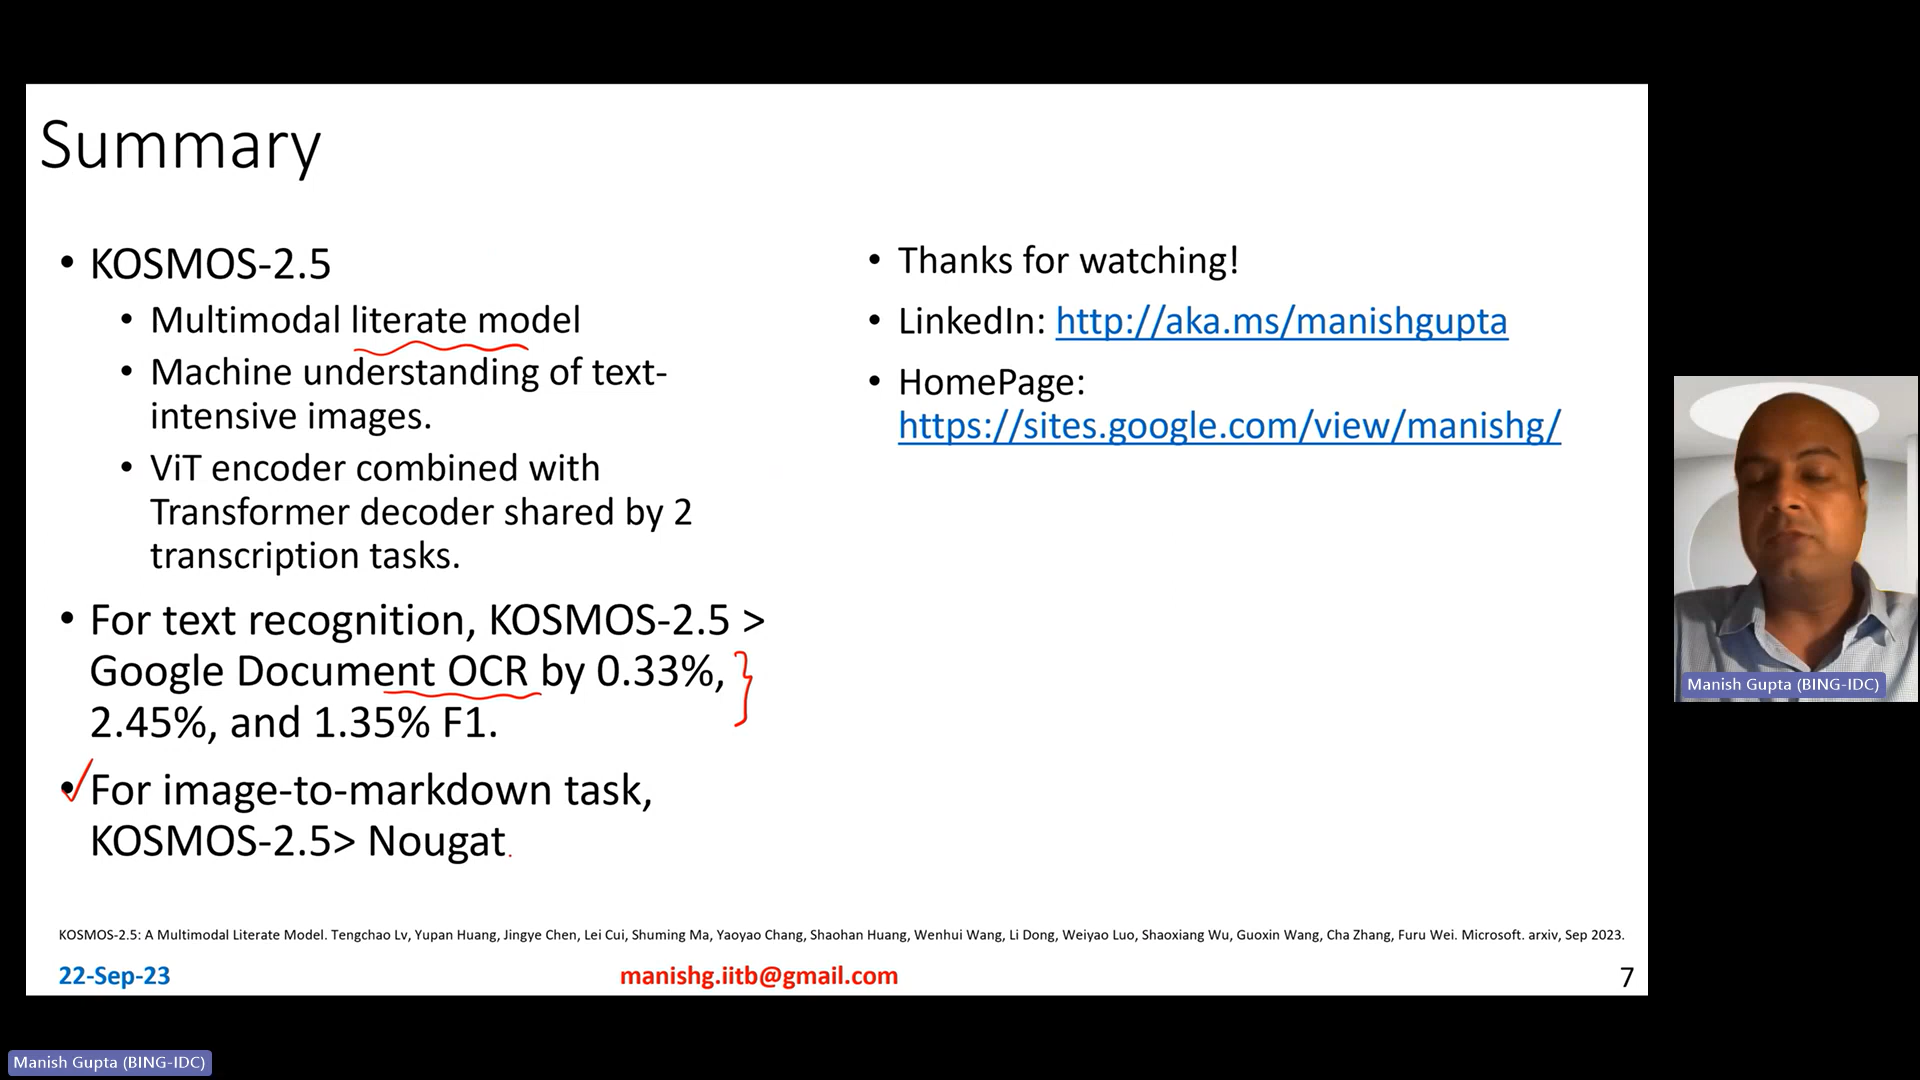 Summary
• KOSMOS-2.5
• Multimodal literate model
• Machine understanding of text-
intensive images.
• ViT encoder combined with
Transformer decoder shared by 2
transcription tasks.
• For text recognition, KOSMOS-2.5 >
Google Document OCR by 0.33%,
2.45%, and 1.35% F1.
• For image-to-markdown task,
KOSMOS-2.5> Nougat.
• Thanks for watching!
• LinkedIn: http://aka.ms/manishgupta
• HomePage:
https://sites.google.com/view/manishg/
KOSMOS-2.5: A Multimodal Literate Model. Tengchao Lv, Yupan Huang, Jingye Chen, Lei Cui, Shuming Ma, Yaoyao Chang, Shaohan Huang, Wenhui Wang, Li Dong, Weiyao Luo, Shaoxiang Wu, Guoxin Wang, Cha Zhang, Furu Wei. Microsoft. arxiv, Sep 2023.
22-Sep-23
manishg.iitb@gmail.com
7
Manish Gupta (BING-IDC)
Manish Gupta (BING-IDC)